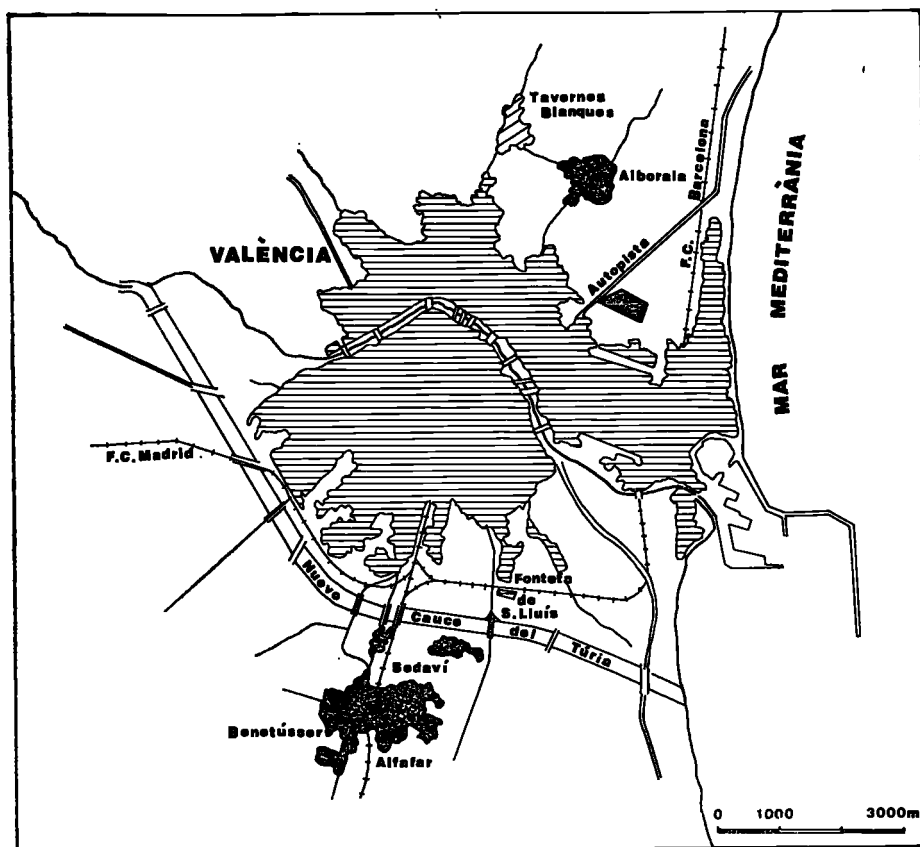 Tavernes
Blanques
Alboraia
Barcelona
F.C.
Autopista
MAR MEDITERRÀNIA
VALÈNCIA
F.C. Madrid
Fonteta
de
S. Lluís
Nuevo Cauce del Túria
Sedaví
Benetússer
Alfafar
0 1000 3000m